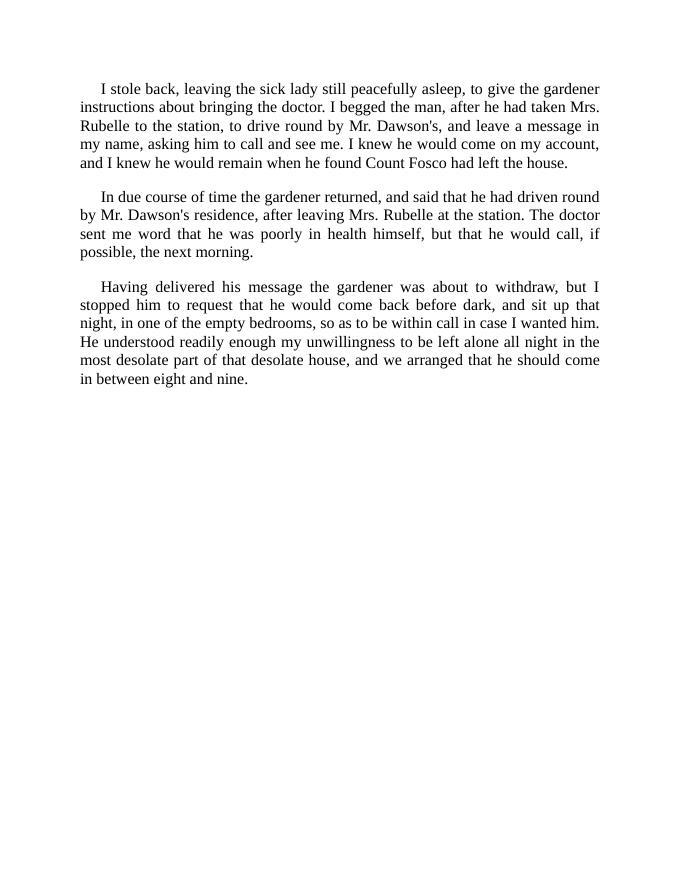 I stole back, leaving the sick lady still peacefully asleep, to give the gardener
instructions about bringing the doctor. I begged the man, after he had taken Mrs.
Rubelle to the station, to drive round by Mr. Dawson's, and leave a message in
my name, asking him to call and see me. I knew he would come on my account,
and I knew he would remain when he found Count Fosco had left the house.
In due course of time the gardener returned, and said that he had driven round
by Mr. Dawson's residence, after leaving Mrs. Rubelle at the station. The doctor
sent me word that he was poorly in health himself, but that he would call, if
possible, the next morning.
Having delivered his message the gardener was about to withdraw, but I
stopped him to request that he would come back before dark, and sit up that
night, in one of the empty bedrooms, so as to be within call in case I wanted him.
He understood readily enough my unwillingness to be left alone all night in the
most desolate part of that desolate house, and we arranged that he should come
in between eight and nine.